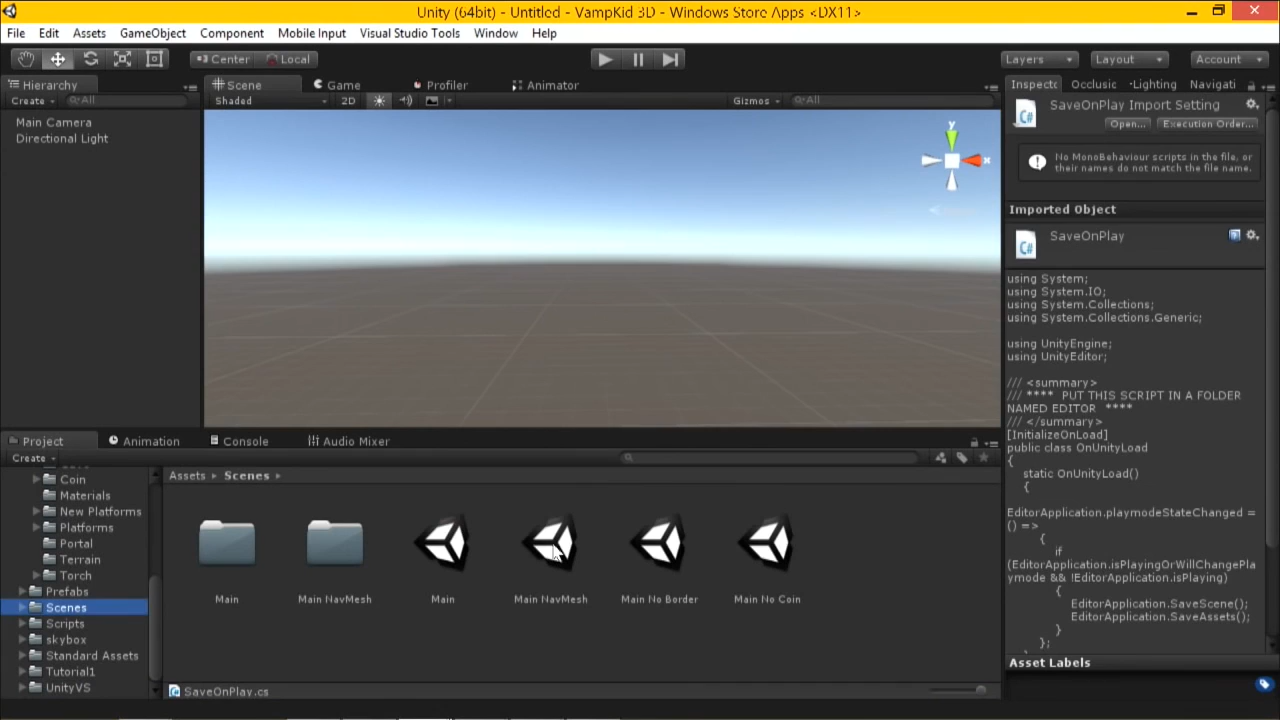 Unity (64bit) - Untitled - VampKid 3D - Windows Store Apps <DX11>
File Edit Assets GameObject Component Mobile Input Visual Studio Tools Window Help
Center Local Layers Layout Account
Hierarchy Scene Game Profiler Animator Inspecto Occlusic Lighting Navigati
Create All Shaded 2D Gizmos All
Main Camera
Directional Light
y
x
SaveOnPlay Import Setting
Open... Execution Order...
No MonoBehaviour scripts in the file, or
their names do not match the file name.
Imported Object
SaveOnPlay
C#
using System;
using System.IO;
using System.Collections;
using System.Collections.Generic;
using UnityEngine;
using UnityEditor;
/// <summary>
/// **** PUT THIS SCRIPT IN A FOLDER
NAMED EDITOR ****
/// </summary>
[InitializeOnLoad]
public class OnUnityLoad
{
static OnUnityLoad()
{
EditorApplication.playmodeStateChanged =
() =>
{
if
(EditorApplication.isPlayingOrWillChangePla
ymode && !EditorApplication.isPlaying)
{
EditorApplication.SaveScene();
EditorApplication.SaveAssets();
}
};
Asset Labels
Project Animation Console Audio Mixer
Create
Coin
Materials
New Platforms
Platforms
Portal
Terrain
Torch
Prefabs
Scenes
Scripts
skybox
Standard Assets
Tutorial1
UnityVS
Assets Scenes
Main Main NavMesh Main Main NavMesh Main No Border Main No Coin
SaveOnPlay.cs